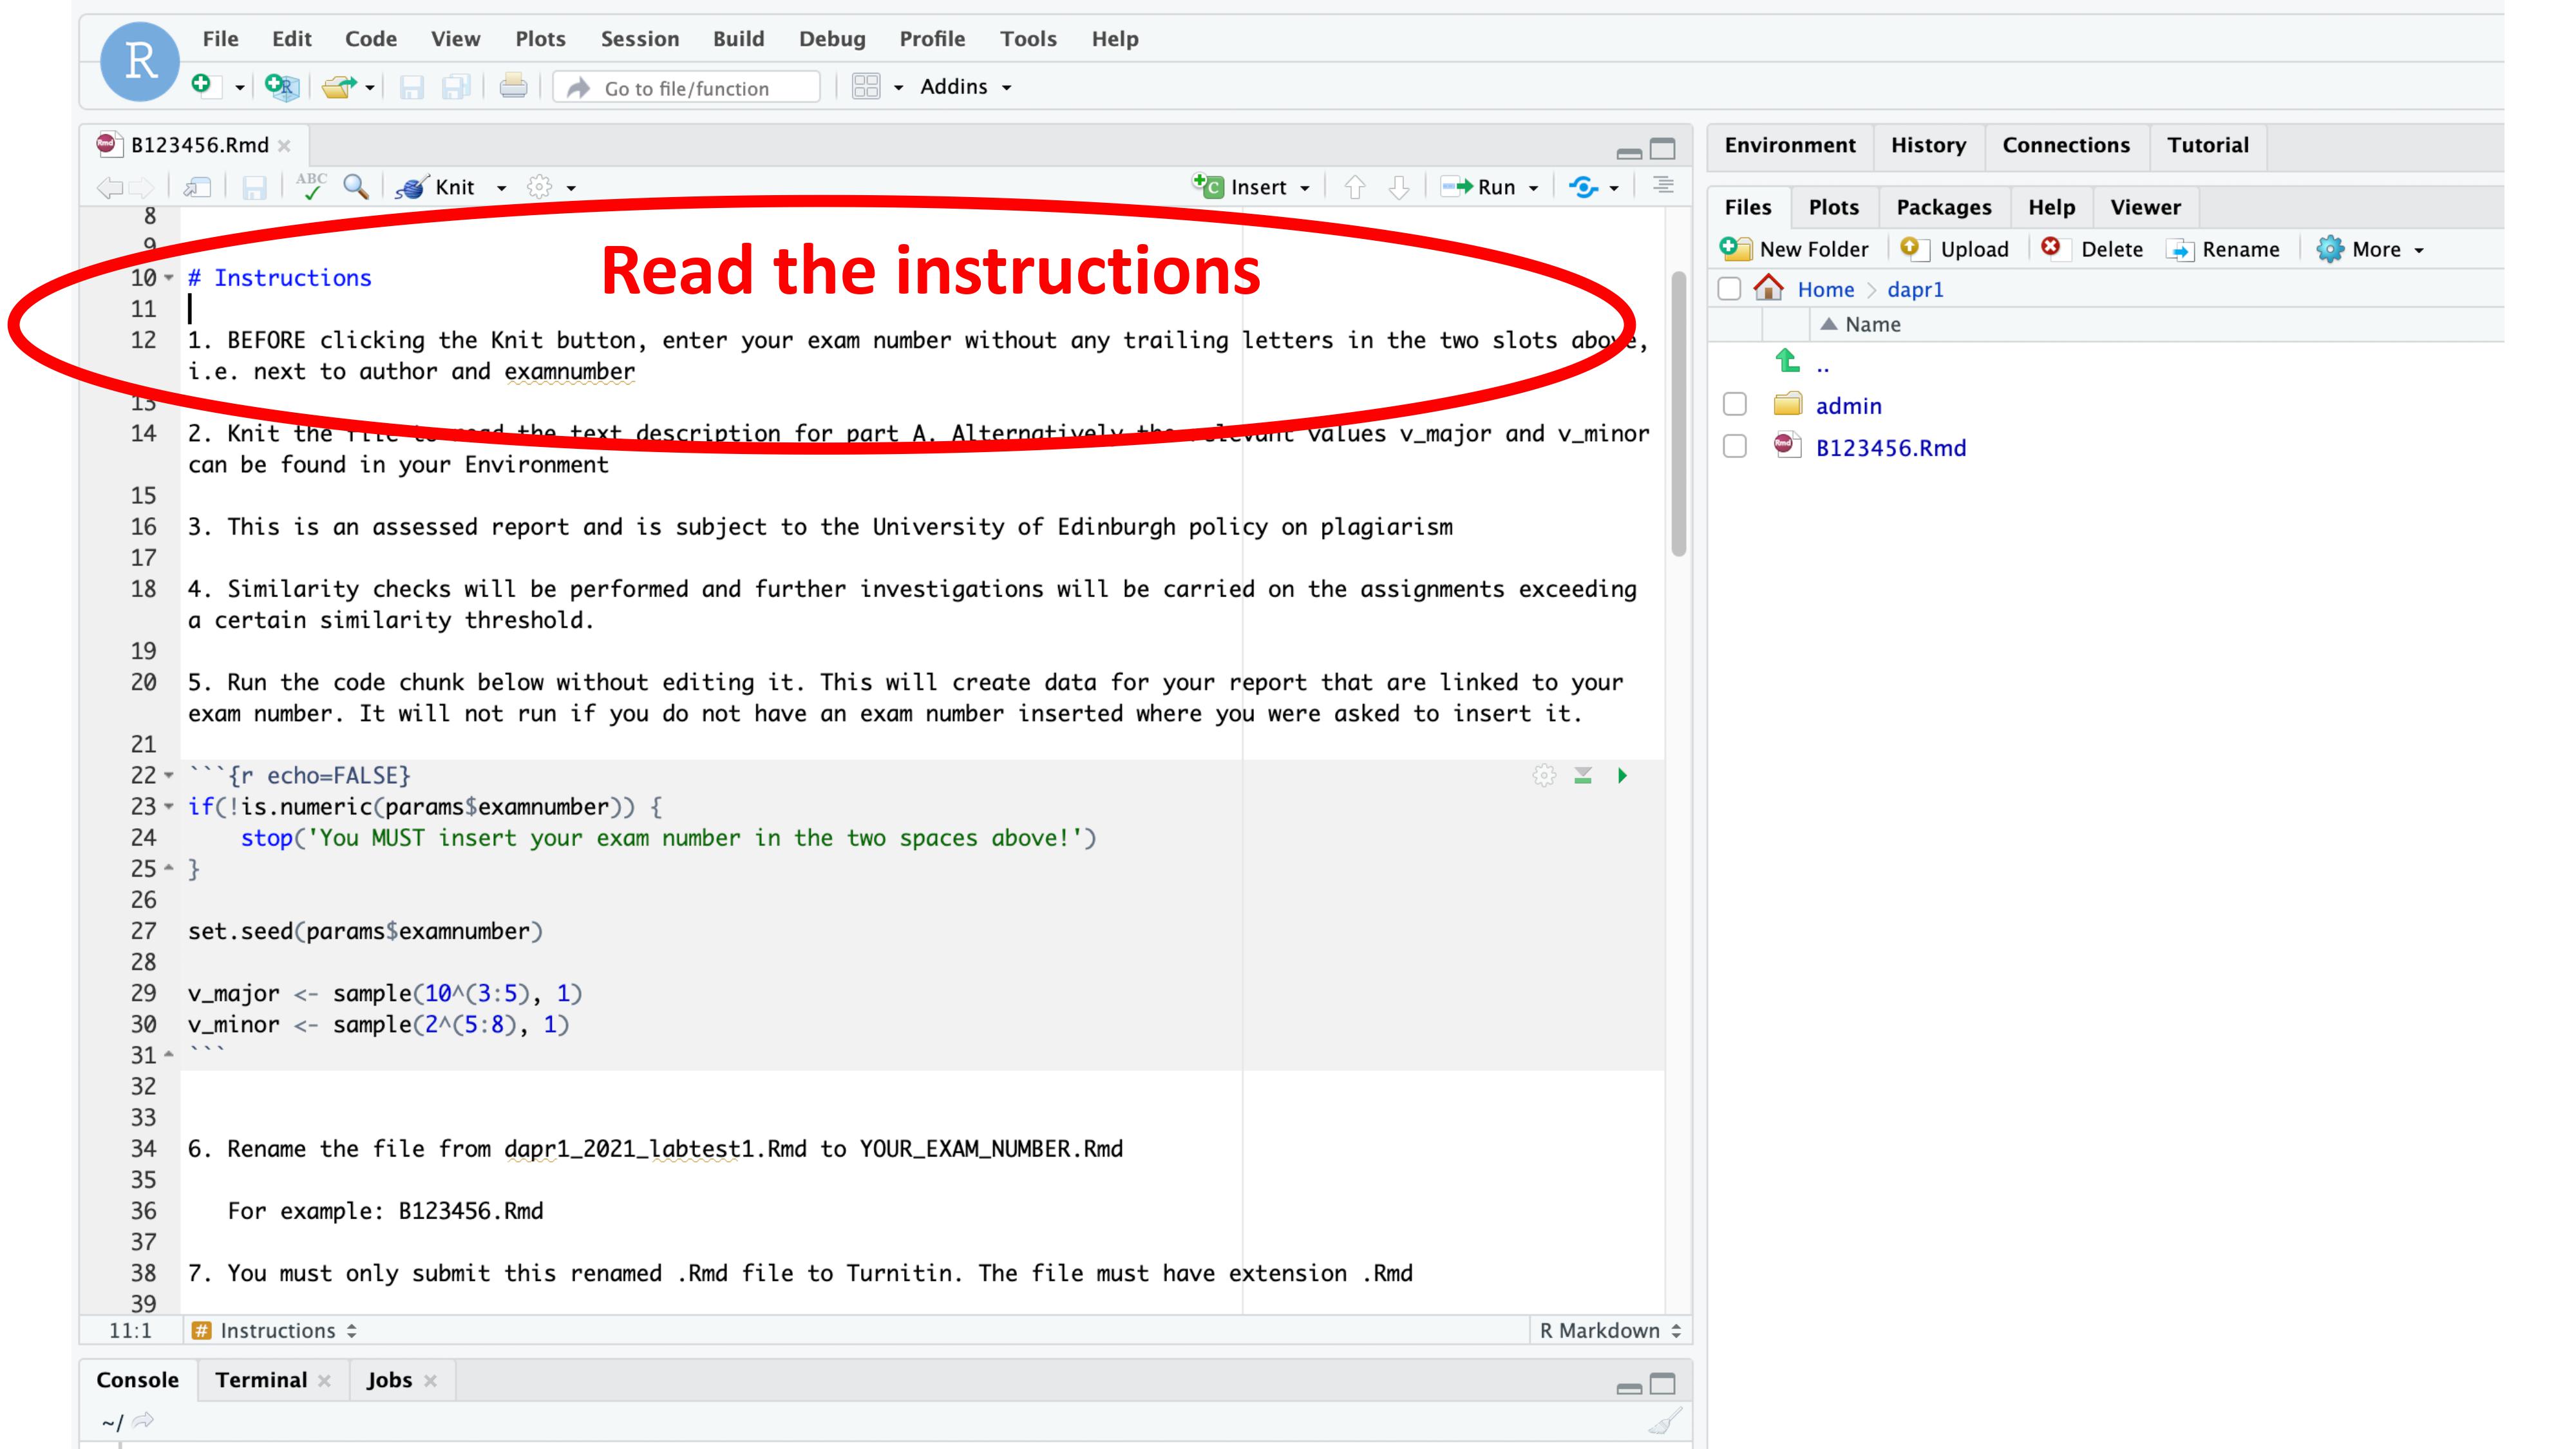 R
File Edit Code View Plots Session Build Debug Profile Tools Help
Go to file/function Addins
B123456.Rmd
ABC Knit Insert Run
8
9
Read the instructions
10 # Instructions
11
12 1. BEFORE clicking the Knit button, enter your exam number without any trailing letters in the two slots above,
i.e. next to author and examnumber
13
14 2. Knit the file to read the text description for part A. Alternatively the relevant values v_major and v_minor
can be found in your Environment
15
16 3. This is an assessed report and is subject to the University of Edinburgh policy on plagiarism
17
18 4. Similarity checks will be performed and further investigations will be carried on the assignments exceeding
a certain similarity threshold.
19
20 5. Run the code chunk below without editing it. This will create data for your report that are linked to your
exam number. It will not run if you do not have an exam number inserted where you were asked to insert it.
21
22 ```{r echo=FALSE}
23 if(!is.numeric(params$examnumber)) {
24 stop('You MUST insert your exam number in the two spaces above!')
25 }
26
27 set.seed(params$examnumber)
28
29 v_major <- sample(10^(3:5), 1)
30 v_minor <- sample(2^(5:8), 1)
31 ```
32
33
34 6. Rename the file from dapr1_2021_labtest1.Rmd to YOUR_EXAM_NUMBER.Rmd
35
36 For example: B123456.Rmd
37
38 7. You must only submit this renamed .Rmd file to Turnitin. The file must have extension .Rmd
39
11:1 # Instructions R Markdown
Console Terminal Jobs
~/
Environment History Connections Tutorial
Files Plots Packages Help Viewer
New Folder Upload Delete Rename More
Home > dapr1
Name
..
admin
B123456.Rmd